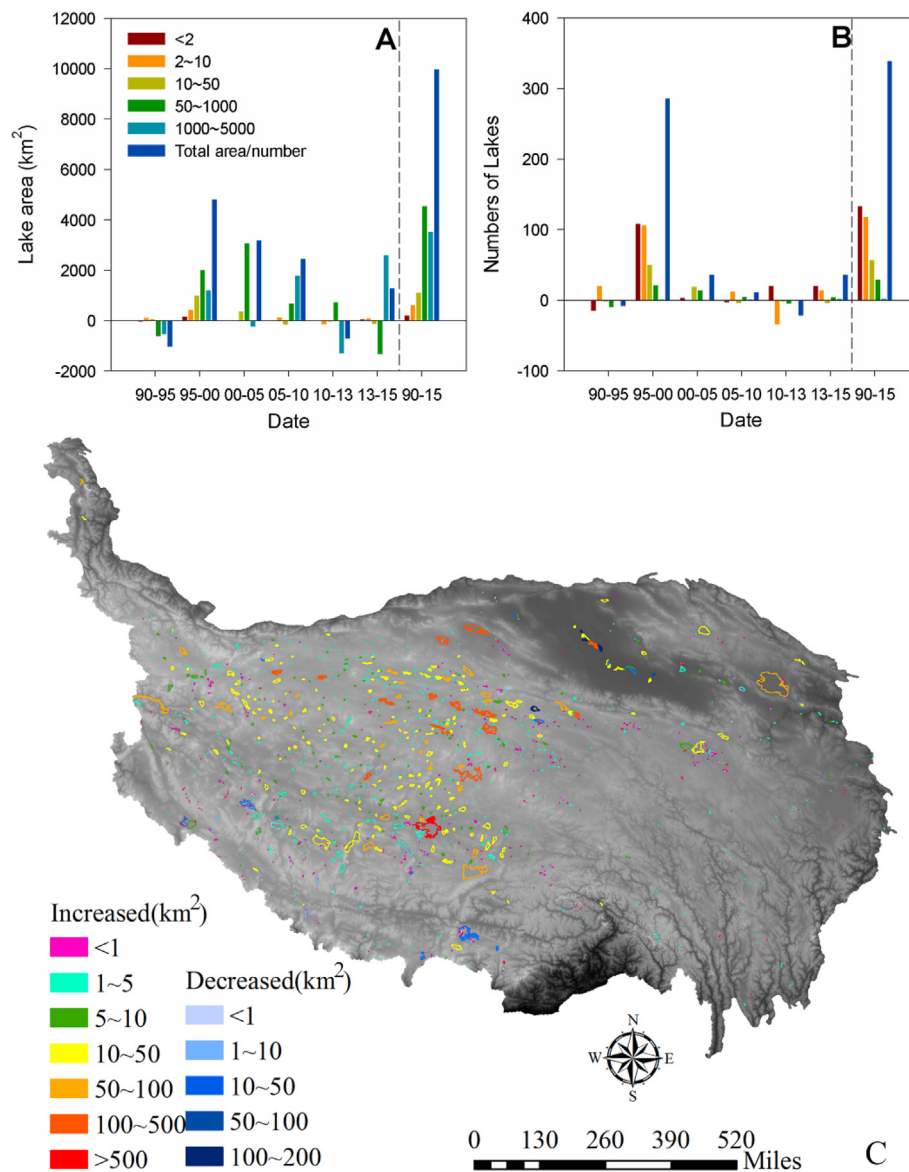 A
12000
10000
8000
6000
4000
2000
0
-2000
Lake area (km²)
<2
2~10
10~50
50~1000
1000~5000
Total area/number
90-95 95-00 00-05 05-10 10-13 13-15 90-15
Date
B
400
300
200
100
0
-100
Numbers of Lakes
90-95 95-00 00-05 05-10 10-13 13-15 90-15
Date
Increased(km²)
<1
1~5
5~10
10~50
50~100
100~500
>500
Decreased(km²)
<1
1~10
10~50
50~100
100~200
N
W E
S
0 130 260 390 520
Miles
C